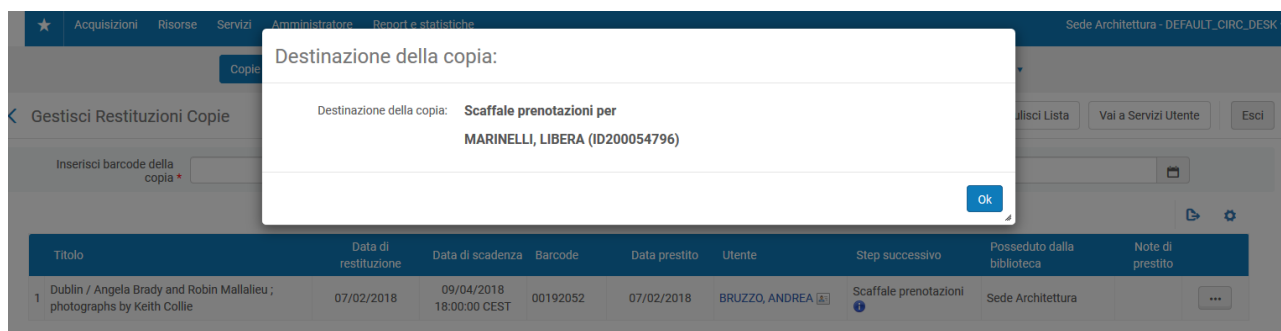 Acquisizioni Risorse Servizi Amministratore Report e statistiche Sede Architettura - DEFAULT_CIRC_DESK
Copie
Destinazione della copia:
Destinazione della copia: Scaffale prenotazioni per
MARINELLI, LIBERA (ID200054796)
Ok
Gestisci Restituzioni Copie
ulisci Lista Vai a Servizi Utente Esci
Inserisci barcode della
copia *
Titolo
Data di
restituzione
Data di scadenza
Barcode
Data prestito
Utente
Step successivo
Posseduto dalla
biblioteca
Note di
prestito
1
Dublin / Angela Brady and Robin Mallalieu ;
photographs by Keith Collie
07/02/2018
09/04/2018
18:00:00 CEST
00192052
07/02/2018
BRUZZO, ANDREA
Scaffale prenotazioni
Sede Architettura